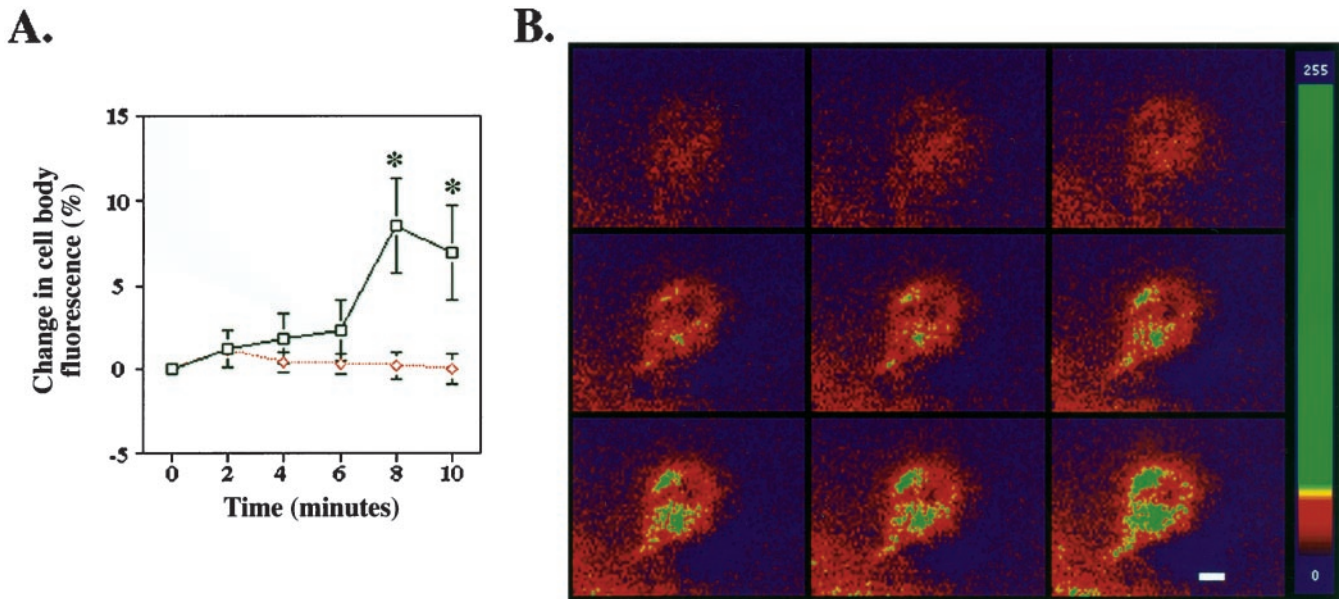 A.
B.
15
10
5
0
-5
Change in cell body
fluorescence (%)
* *
0 2 4 6 8 10
Time (minutes)
255
0